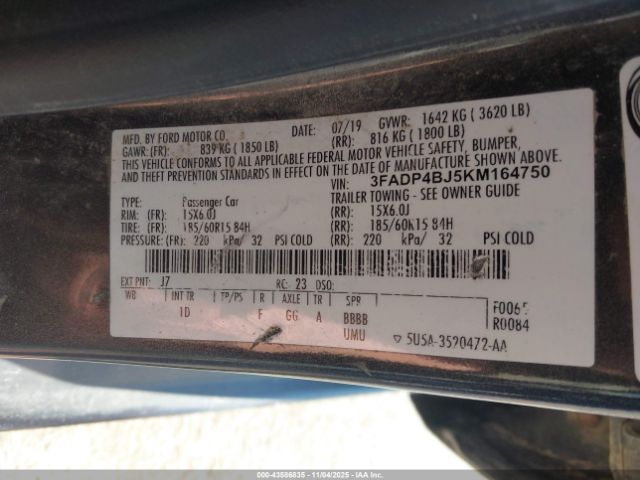 MFD. BY FORD MOTOR CO. DATE: 07/19 GVWR: 1642 KG ( 3620 LB)
GAWR: (FR): 839 KG ( 1850 LB) (RR): 816 KG ( 1800 LB)
THIS VEHICLE CONFORMS TO ALL APPLICABLE FEDERAL MOTOR VEHICLE SAFETY, BUMPER,
AND THEFT PREVENTION STANDARDS IN EFFECT ON THE DATE OF MANUFACTURE SHOWN ABOVE.
VIN: 3FADP4BJ5KM164750
TYPE: Passenger Car TRAILER TOWING - SEE OWNER GUIDE
RIM: (FR): 15X6.0J (RR): 15X6.0J
TIRE: (FR): 185/60R15 84H (RR): 185/60R15 84H
PRESSURE: (FR): 220 kPa/ 32 PSI COLD (RR): 220 kPa/ 32 PSI COLD
EXT PNT: J7 RC: 23 DSO:
WB INT TR TP/PS R AXLE TR SPR
1D F GG A BBBB
UMU
F0065
R0084
5U5A-3520472-AA
000-43586835 - 11/04/2025 - IAAI.COM